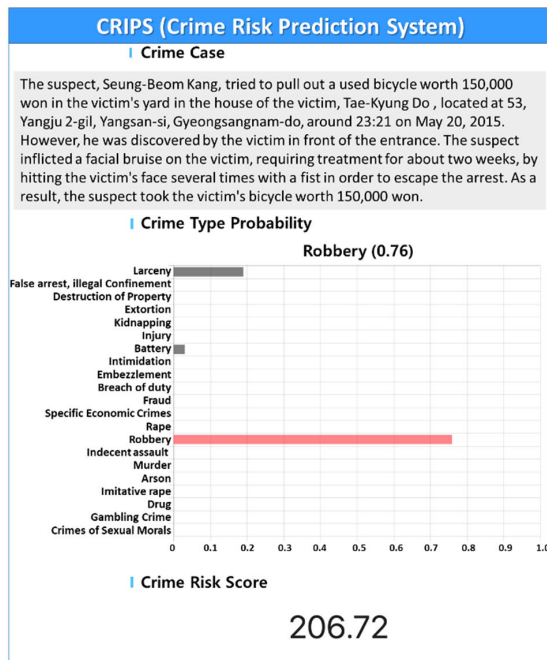 CRIPS (Crime Risk Prediction System)
Crime Case
The suspect, Seung-Beom Kang, tried to pull out a used bicycle worth 150,000
won in the victim's yard in the house of the victim, Tae-Kyung Do , located at 53,
Yangju 2-gil, Yangsan-si, Gyeongsangnam-do, around 23:21 on May 20, 2015.
However, he was discovered by the victim in front of the entrance. The suspect
inflicted a facial bruise on the victim, requiring treatment for about two weeks, by
hitting the victim's face several times with a fist in order to escape the arrest. As a
result, the suspect took the victim's bicycle worth 150,000 won.
Crime Type Probability
Robbery (0.76)
Larceny
False arrest, illegal Confinement
Destruction of Property
Extortion
Kidnapping
Injury
Battery
Intimidation
Embezzlement
Breach of duty
Fraud
Specific Economic Crimes
Rape
Robbery
Indecent assault
Murder
Arson
Imitative rape
Drug
Gambling Crime
Crimes of Sexual Morals
0 0.1 0.2 0.3 0.4 0.5 0.6 0.7 0.8 0.9 1.0
Crime Risk Score
206.72